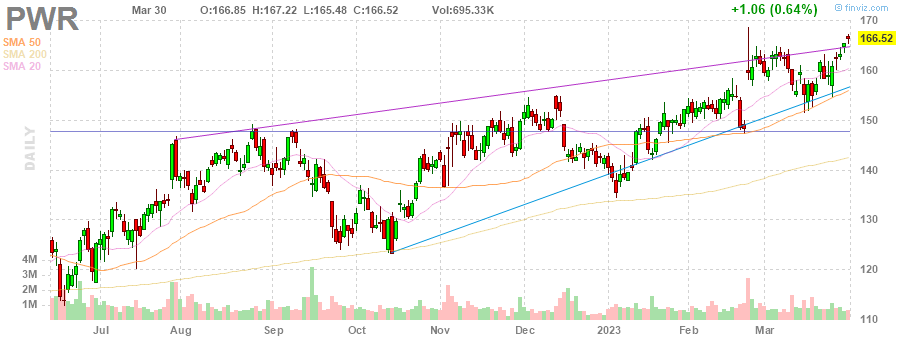 PWR Mar 30 O:166.85 H:167.22 L:165.48 C:166.52 Vol:695.33K +1.06 (0.64%) © finviz.com
SMA 50
SMA 200
SMA 20
DAILY
170
166.52
160
150
140
130
120
110
4M
3M
2M
1M
Jul Aug Sep Oct Nov Dec 2023 Feb Mar